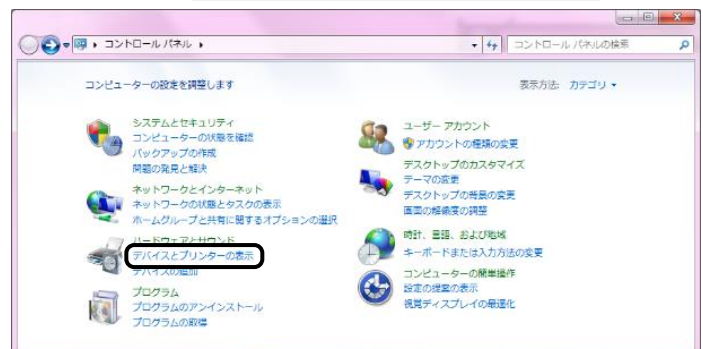 コントロール パネル
コントロール パネルの検索
コンピューターの設定を調整します
表示方法: カテゴリ
システムとセキュリティ
コンピューターの状態を確認
バックアップの作成
問題の発見と解決
ネットワークとインターネット
ネットワークの状態とタスクの表示
ホームグループと共有に関するオプションの選択
ハードウェアとサウンド
デバイスとプリンターの表示
デバイスの追加
プログラム
プログラムのアンインストール
プログラムの取得
ユーザー アカウント
アカウントの種類の変更
デスクトップのカスタマイズ
テーマの変更
デスクトップの背景の変更
画面の解像度の調整
時計、言語、および地域
キーボードまたは入力方法の変更
コンピューターの簡単操作
設定の提案の表示
視覚ディスプレイの最適化